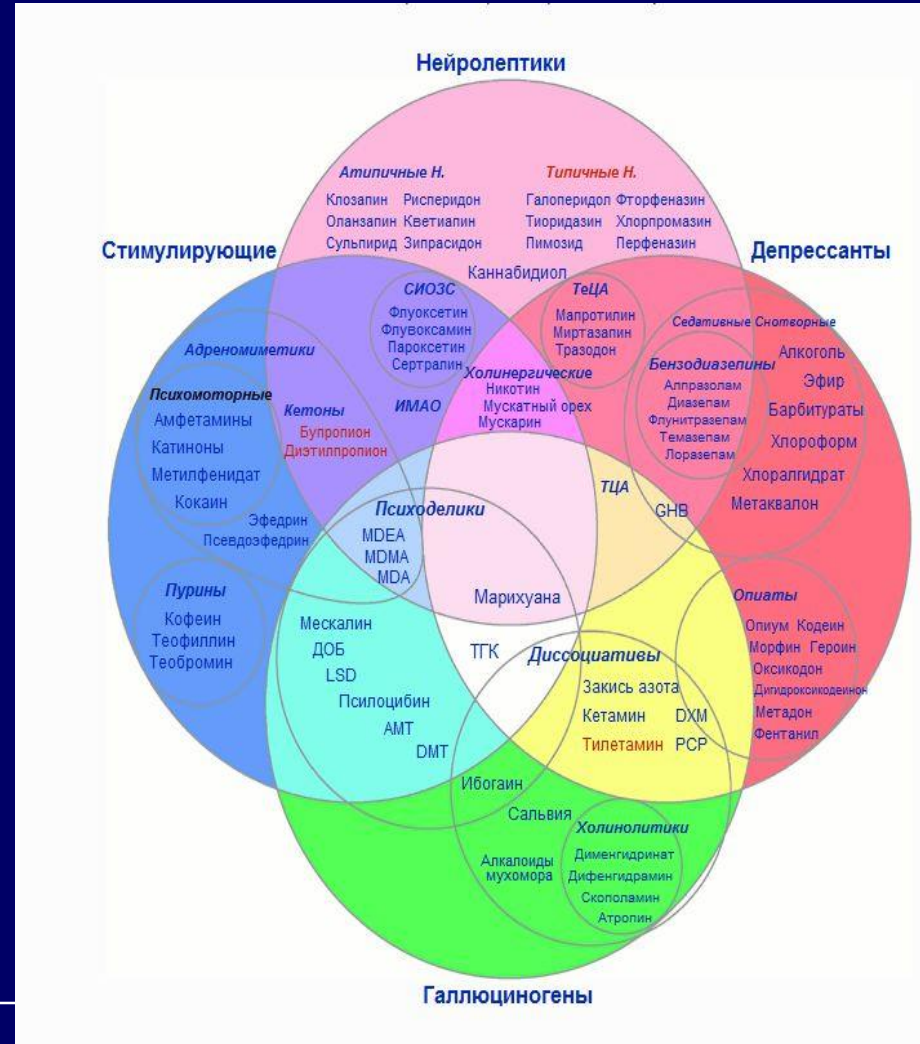 Нейролептики
Атипичные Н.
Клозапин Рисперидон
Оланзапин Кветиапин
Сульпирид Зипрасидон
Типичные Н.
Галоперидол Фторфеназин
Тиоридазин Хлорпромазин
Пимозид Перфеназин
Каннабидиол
Стимулирующие
Депрессанты
СИОЗС
Флуоксетин
Флувоксамин
Пароксетин
Сертралин
ТеЦА
Мапротилин
Миртазапин
Тразодон
Седативные Снотворные
Алкоголь
Эфир
Барбитураты
Хлороформ
Хлоралгидрат
Метаквалон
Бензодиазепины
Алпразолам
Диазепам
Флунитразепам
Темазепам
Лоразепам
Адреномиметики
Психомоторные
Амфетамины
Катиноны
Метилфенидат
Кокаин
Кетоны
Бупропион
Диэтилпропион
ИМАО
Холинергические
Никотин
Мускатный орех
Мускарин
Эфедрин
Псевдоэфедрин
ТЦА
GHB
Психоделики
MDEA
MDMA
MDA
Пурины
Кофеин
Теофиллин
Теобромин
Марихуана
Опиаты
Опиум Кодеин
Морфин Героин
Оксикодон
Дигидроксикодеинон
Метадон
Фентанил
Мескалин
ДОБ
LSD
Псилоцибин
АМТ
DMT
ТГК
Диссоциативы
Закись азота
Кетамин DXM
Тилетамин PCP
Ибогаин
Сальвия
Алкалоиды
мухомора
Холинолитики
Дименгидринат
Дифенгидрамин
Скополамин
Атропин
Галлюциногены